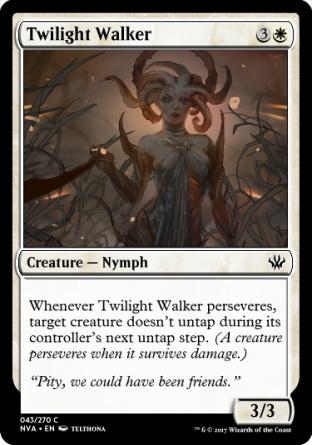 Twilight Walker 3
Creature — Nymph
Whenever Twilight Walker perseveres,
target creature doesn't untap during its
controller's next untap step. (A creature
perseveres when it survives damage.)
"Pity, we could have been friends."
3/3
043/270 C
NVA • EN TELTHONA
™ & © 2017 Wizards of the Coast